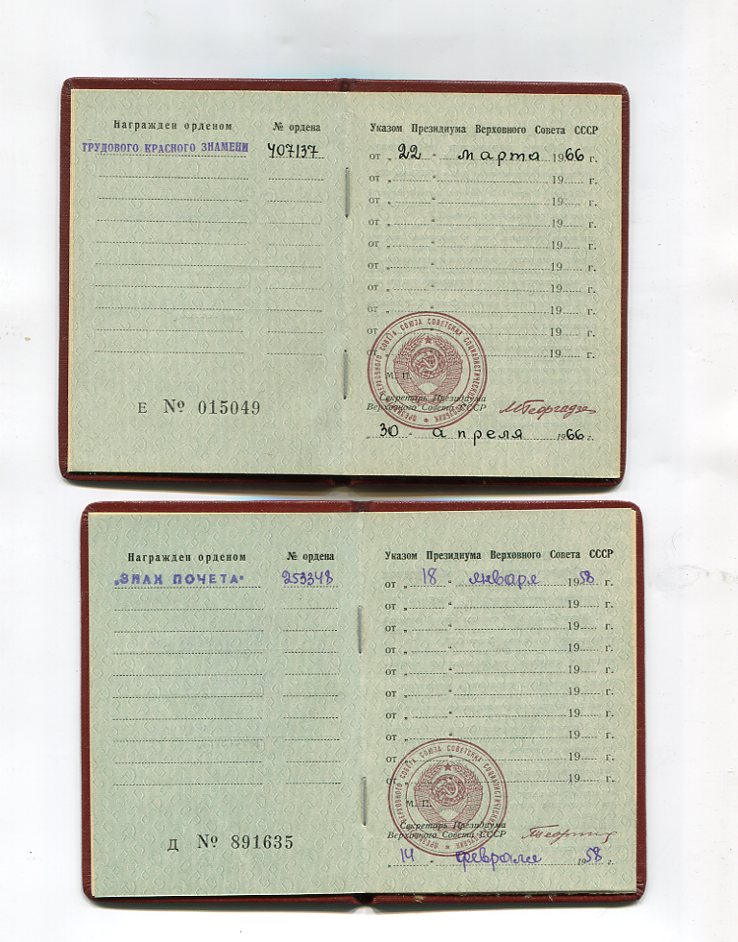 Награжден орденом № ордена
ТРУДОВОГО КРАСНОГО ЗНАМЕНИ 407137
Е № 015049
Указом Президиума Верховного Совета СССР
от „22“ марта 1966 г.
от „ “ 19 г.
от „ “ 19 г.
от „ “ 19 г.
от „ “ 19 г.
от „ “ 19 г.
от „ “ 19 г.
от „ “ 19 г.
от „ “ 19 г.
от „ “ 19 г.
М. П.
Секретарь Президиума
Верховного Совета СССР
МГеоргадзе
„30 “ апреля 1966 г.
Награжден орденом № ордена
„ЗНАК ПОЧЕТА“ 253348
Д № 891635
Указом Президиума Верховного Совета СССР
от „18“ января 1958 г.
от „ “ 19 г.
от „ “ 19 г.
от „ “ 19 г.
от „ “ 19 г.
от „ “ 19 г.
от „ “ 19 г.
от „ “ 19 г.
от „ “ 19 г.
от „ “ 19 г.
М. П.
Секретарь Президиума
Верховного Совета СССР
„14 “ февраля 1958 г.